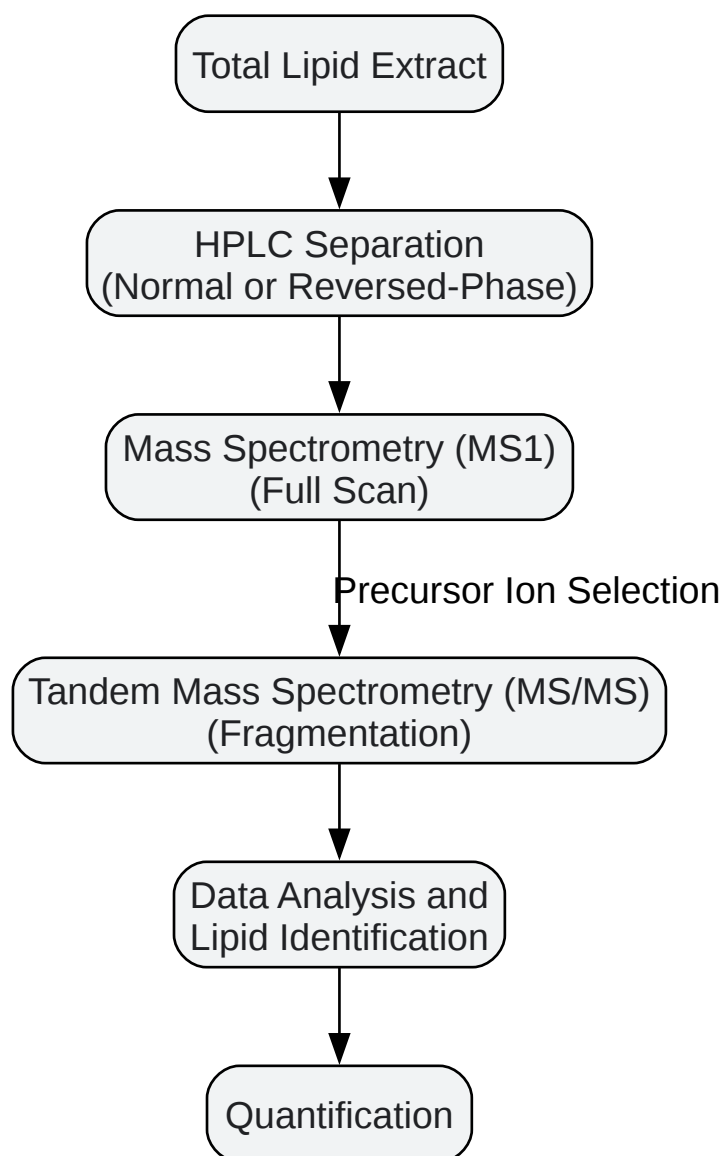 Total Lipid Extract
HPLC Separation
(Normal or Reversed-Phase)
Mass Spectrometry (MS1)
(Full Scan)
Precursor Ion Selection
Tandem Mass Spectrometry (MS/MS)
(Fragmentation)
Data Analysis and
Lipid Identification
Quantification